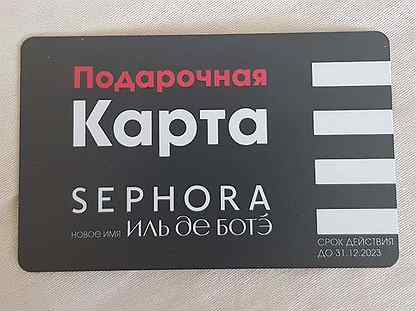 Подарочная
Карта
SEPHORA
НОВОЕ ИМЯ ИЛЬ де БОТЭ
СРОК ДЕЙСТВИЯ
ДО 31.12.2023